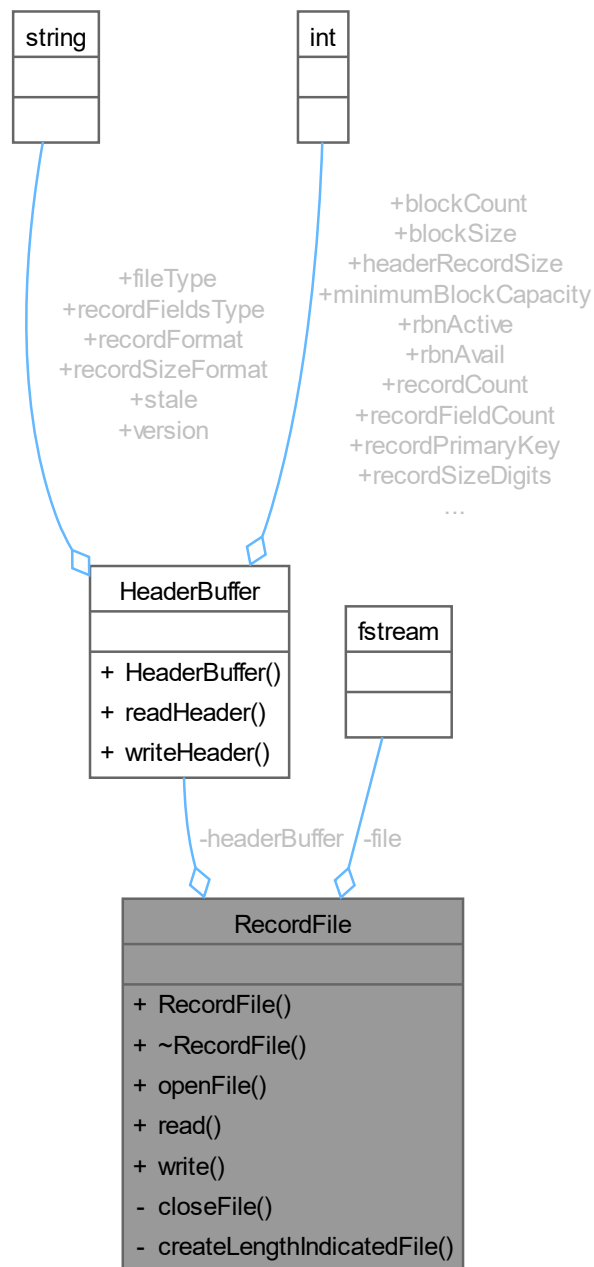 string
int
+blockCount
+blockSize
+headerRecordSize
+minimumBlockCapacity
+rbnActive
+rbnAvail
+recordCount
+recordFieldCount
+recordPrimaryKey
+recordSizeDigits
...
+fileType
+recordFieldsType
+recordFormat
+recordSizeFormat
+stale
+version
HeaderBuffer
+ HeaderBuffer()
+ readHeader()
+ writeHeader()
fstream
-headerBuffer
-file
RecordFile
+ RecordFile()
+ ~RecordFile()
+ openFile()
+ read()
+ write()
- closeFile()
- createLengthIndicatedFile()